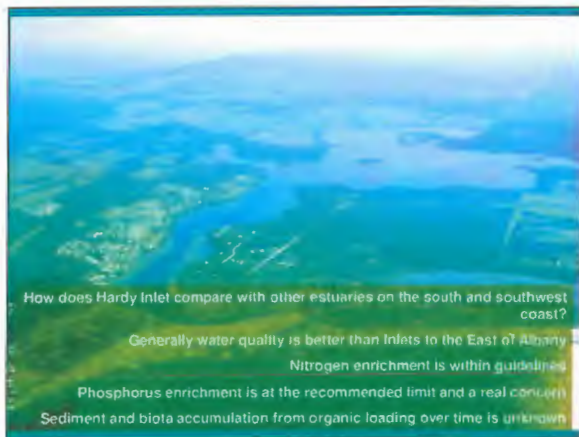 How does Hardy Inlet compare with other estuaries on the south and southwest
coast?
Generally water quality is better than Inlets to the East of Albany
Nitrogen enrichment is within guidelines
Phosphorus enrichment is at the recommended limit and a real concern
Sediment and biota accumulation from organic loading over time is unknown